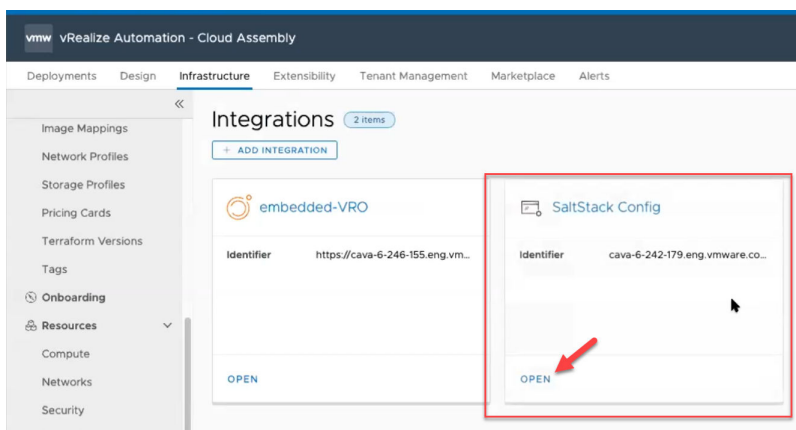 vmw vRealize Automation - Cloud Assembly
Deployments Design Infrastructure Extensibility Tenant Management Marketplace Alerts
Image Mappings
Network Profiles
Storage Profiles
Pricing Cards
Terraform Versions
Tags
Onboarding
Resources
Compute
Networks
Security
Integrations 2 items
+ ADD INTEGRATION
embedded-VRO
Identifier https://cava-6-246-155.eng.vm...
OPEN
SaltStack Config
Identifier cava-6-242-179.eng.vmware.co...
OPEN